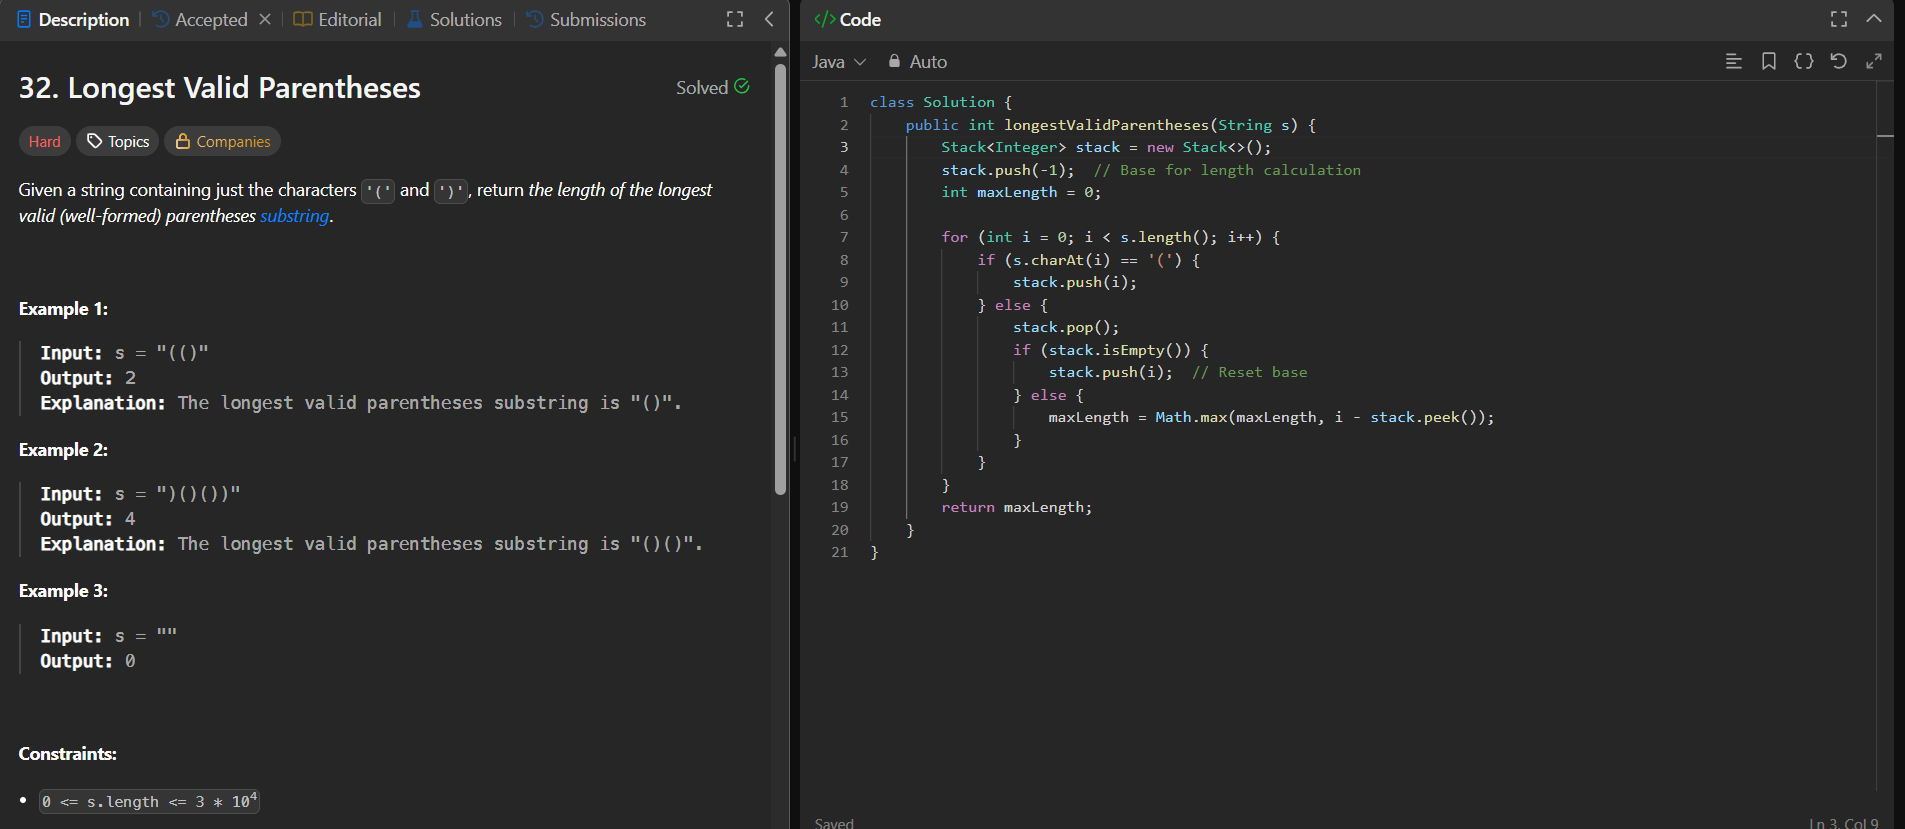 Description | Accepted × | Editorial | Solutions | Submissions
32. Longest Valid Parentheses
Solved
Hard Topics Companies
Given a string containing just the characters '(' and ')', return the length of the longest
valid (well-formed) parentheses substring.
Example 1:
Input: s = "(()"
Output: 2
Explanation: The longest valid parentheses substring is "()".
Example 2:
Input: s = ")()())"
Output: 4
Explanation: The longest valid parentheses substring is "()()".
Example 3:
Input: s = ""
Output: 0
Constraints:
• 0 <= s.length <= 3 * 10⁴
</> Code
Java Auto
1 class Solution {
2     public int longestValidParentheses(String s) {
3         Stack<Integer> stack = new Stack<>();
4         stack.push(-1);  // Base for length calculation
5         int maxLength = 0;
6
7         for (int i = 0; i < s.length(); i++) {
8             if (s.charAt(i) == '(') {
9                 stack.push(i);
10             } else {
11                 stack.pop();
12                 if (stack.isEmpty()) {
13                     stack.push(i);  // Reset base
14                 } else {
15                     maxLength = Math.max(maxLength, i - stack.peek());
16                 }
17             }
18         }
19         return maxLength;
20     }
21 }
Saved
Ln 3, Col 9